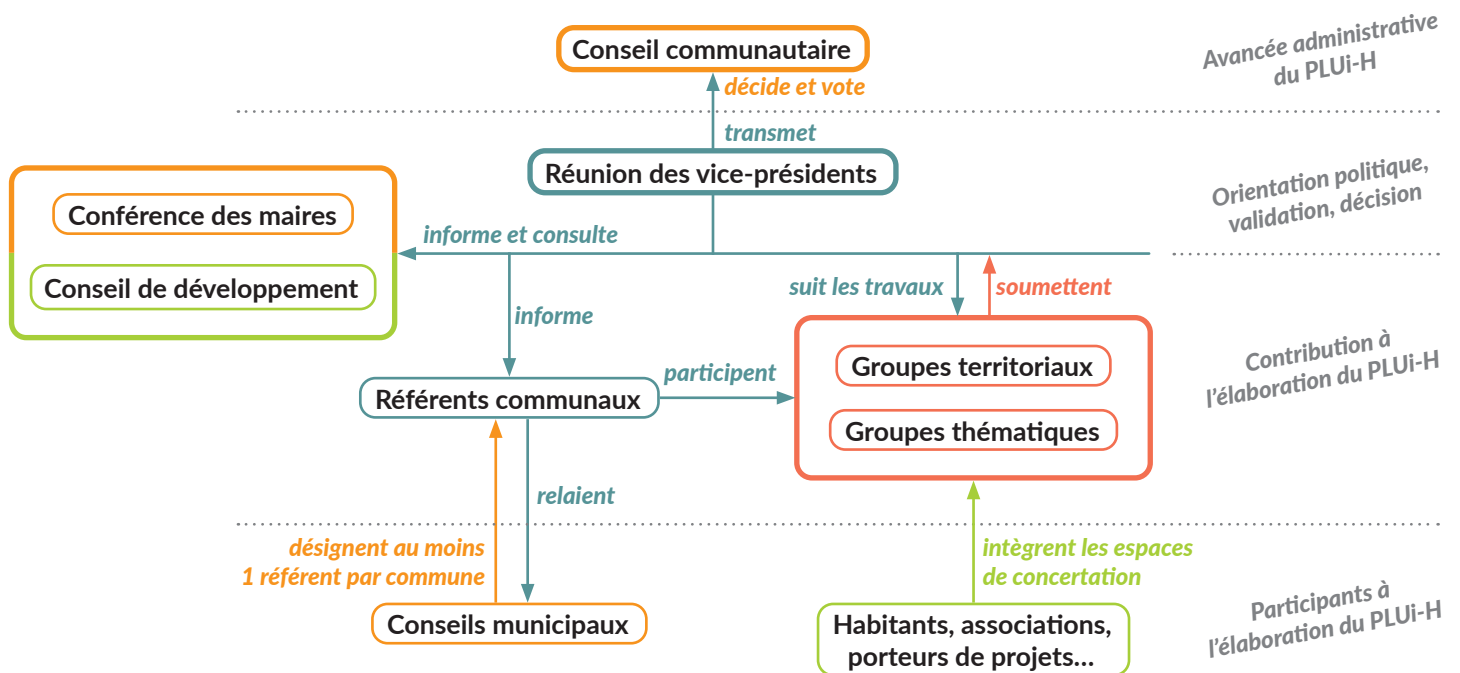 Conseil communautaire
décide et vote
Avancée administrative
du PLUi-H
transmet
Réunion des vice-présidents
Orientation politique,
validation, décision
Conférence des maires
Conseil de développement
informe et consulte
informe
suit les travaux
soumettent
Contribution à
l'élaboration du PLUi-H
Référents communaux
participent
Groupes territoriaux
Groupes thématiques
relaient
désignent au moins
1 référent par commune
intègrent les espaces
de concertation
Conseils municipaux
Habitants, associations,
porteurs de projets...
Participants à
l'élaboration du PLUi-H